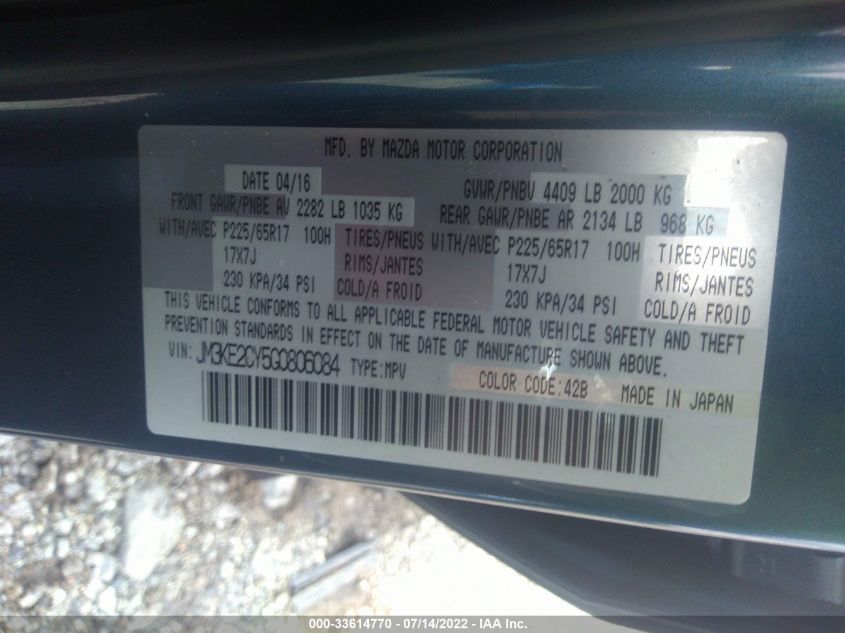 MFD. BY MAZDA MOTOR CORPORATION
DATE 04/16 GVWR/PNBV 4409 LB 2000 KG
FRONT GAWR/PNBE AV 2282 LB 1035 KG REAR GAWR/PNBE AR 2134 LB 968 KG
WITH/AVEC P225/65R17 100H TIRES/PNEUS WITH/AVEC P225/65R17 100H TIRES/PNEUS
17X7J RIMS/JANTES 17X7J RIMS/JANTES
230 KPA/34 PSI COLD/A FROID 230 KPA/34 PSI COLD/A FROID
THIS VEHICLE CONFORMS TO ALL APPLICABLE FEDERAL MOTOR VEHICLE SAFETY AND THEFT
PREVENTION STANDARDS IN EFFECT ON THE DATE OF MANUFACTURE SHOWN ABOVE.
VIN: JM3KE2CY5G0806084 TYPE:MPV COLOR CODE:42B MADE IN JAPAN
000-33614770 - 07/14/2022 - IAA Inc.